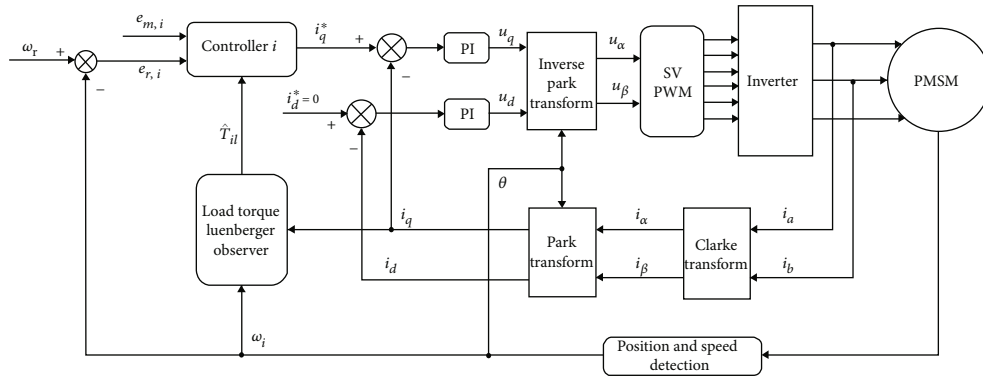 e_{m, i}
ω_r
+
−
e_{r, i}
Controller i
i_q^*
+
−
PI
u_q
i_d^* = 0
+
−
PI
u_d
Inverse
park
transform
u_α
u_β
SV
PWM
Inverter
PMSM
T̂_{il}
Load torque
luenberger
observer
i_q
i_d
θ
Park
transform
i_α
i_β
Clarke
transform
i_a
i_b
ω_i
Position and speed
detection